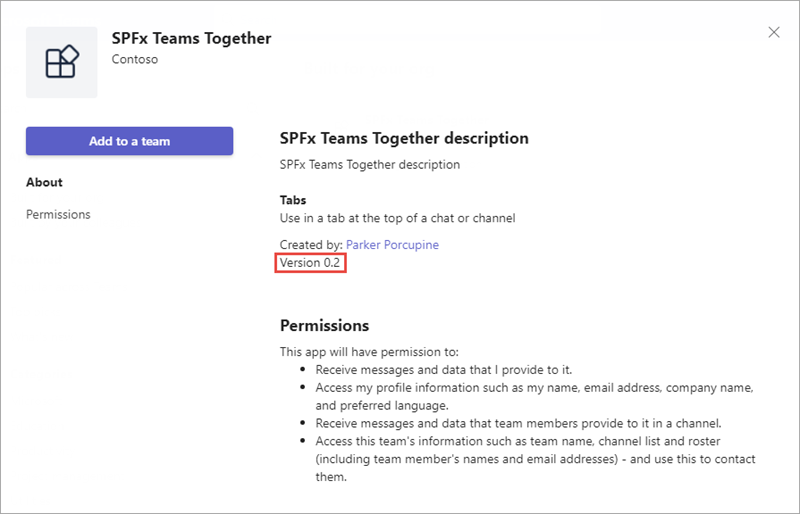 SPFx Teams Together
Contoso
Add to a team
About
Permissions
SPFx Teams Together description
SPFx Teams Together description
Tabs
Use in a tab at the top of a chat or channel
Created by: Parker Porcupine
Version 0.2
Permissions
This app will have permission to:
• Receive messages and data that I provide to it.
• Access my profile information such as my name, email address, company name,
and preferred language.
• Receive messages and data that team members provide to it in a channel.
• Access this team's information such as team name, channel list and roster
(including team member's names and email addresses) - and use this to contact
them.